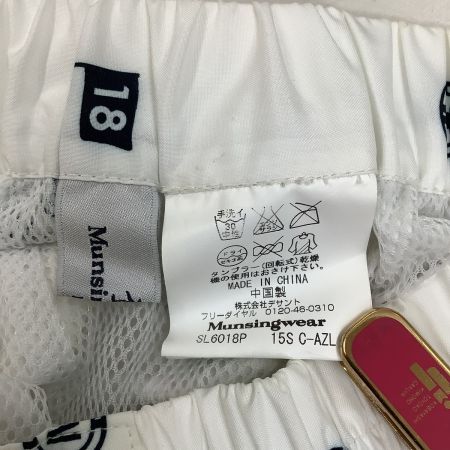 18
Munsing
手洗イ
30
中性
ドライ
タンブラー(回転式)乾燥
機の使用はおさけ下さい。
MADE IN CHINA
中国製
株式会社デサント
フリーダイヤル 0120-46-0310
Munsingwear
SL6018P 15S C-AZL